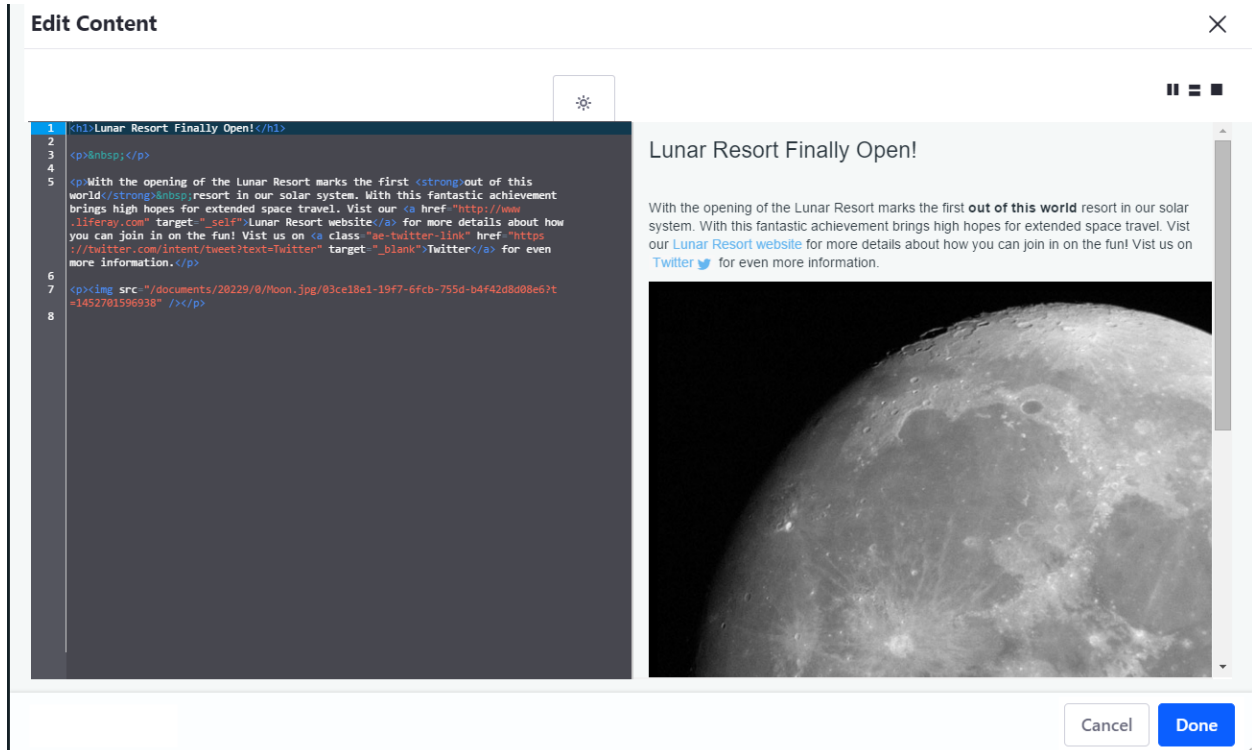 Edit Content
1 <h1>Lunar Resort Finally Open!</h1>
2
3 <p>&nbsp;</p>
4
5 <p>With the opening of the Lunar Resort marks the first <strong>out of this
world</strong>&nbsp;resort in our solar system. With this fantastic achievement
brings high hopes for extended space travel. Vist our <a href="http://www
.liferay.com" target="_self">Lunar Resort website</a> for more details about how
you can join in on the fun! Vist us on <a class="ae-twitter-link" href="https
://twitter.com/intent/tweet?text=Twitter" target="_blank">Twitter</a> for even
more information.</p>
6
7 <p><img src="/documents/20229/0/Moon.jpg/03ce18e1-19f7-6fcb-755d-b4f42d8d08e6?t
=1452701596938" /></p>
8
Lunar Resort Finally Open!
With the opening of the Lunar Resort marks the first out of this world resort in our solar
system. With this fantastic achievement brings high hopes for extended space travel. Vist
our Lunar Resort website for more details about how you can join in on the fun! Vist us on
Twitter for even more information.
Cancel
Done